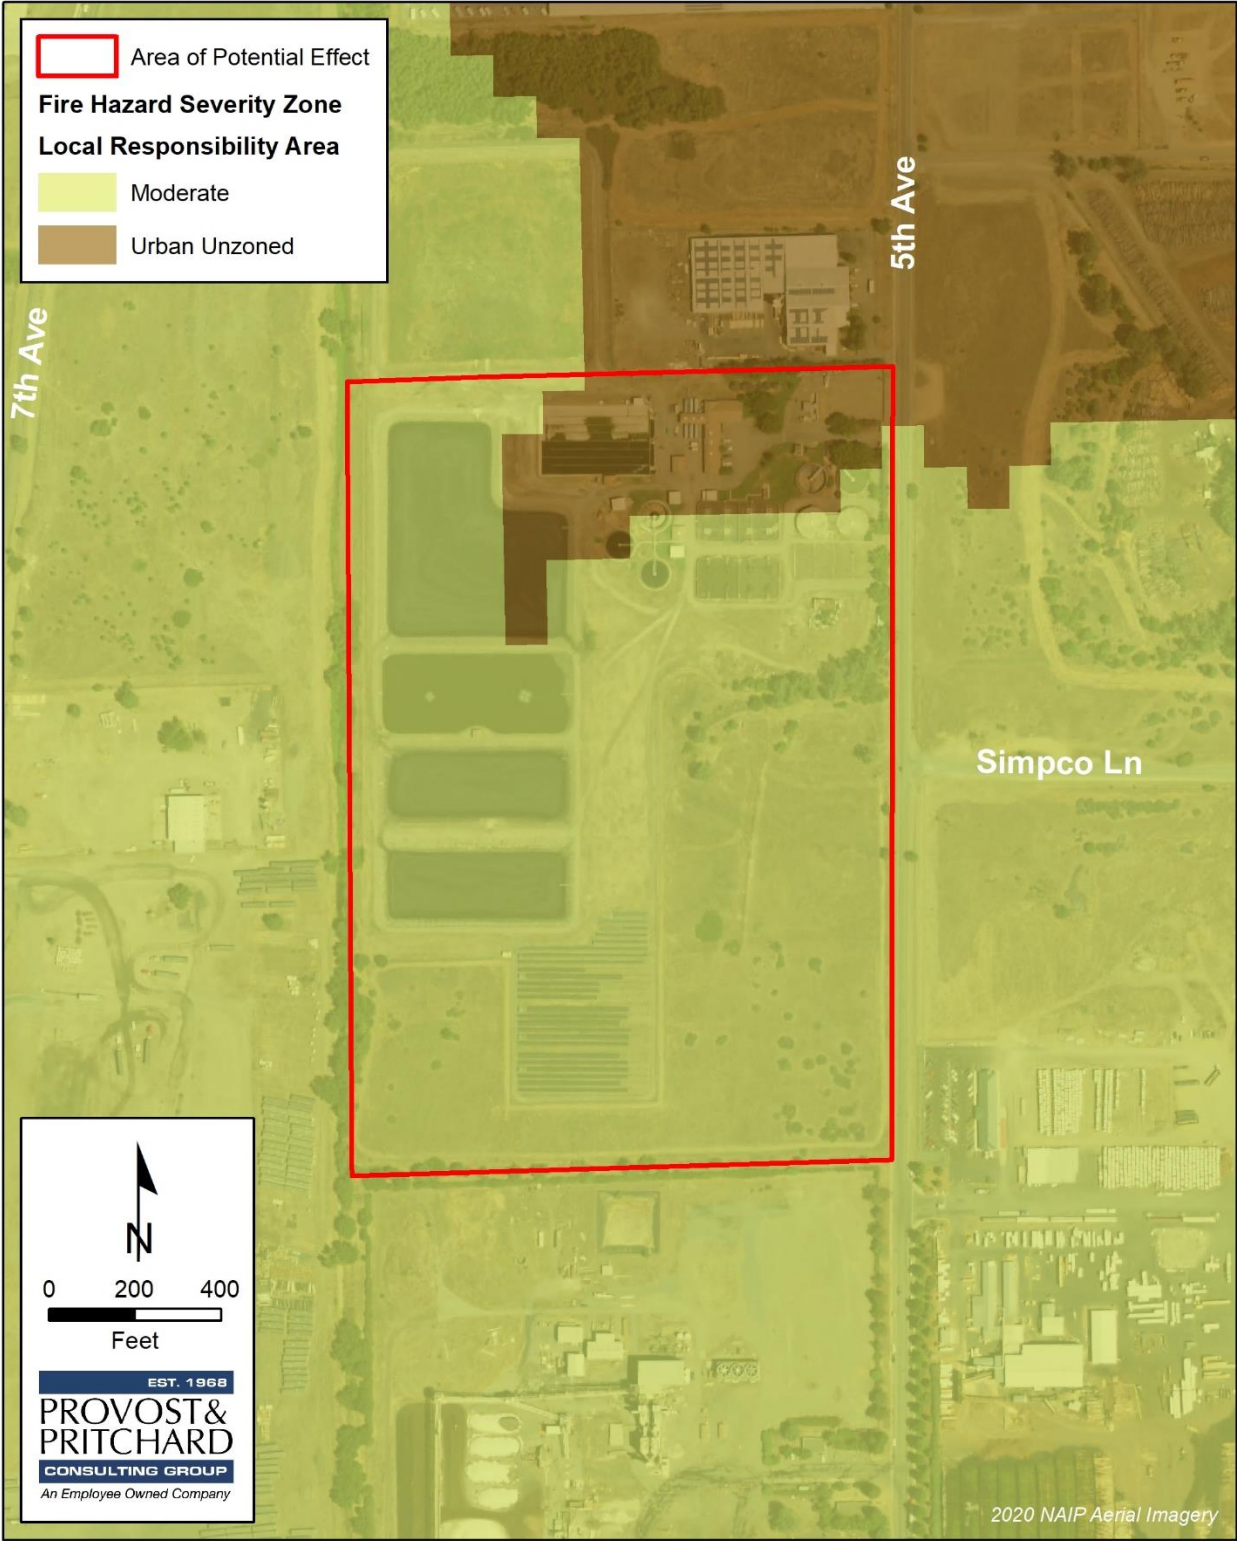 Area of Potential Effect
Fire Hazard Severity Zone
Local Responsibility Area
Moderate
Urban Unzoned
5th Ave
7th Ave
Simpco Ln
N
0 200 400
Feet
EST. 1968
PROVOST&
PRITCHARD
CONSULTING GROUP
An Employee Owned Company
2020 NAIP Aerial Imagery